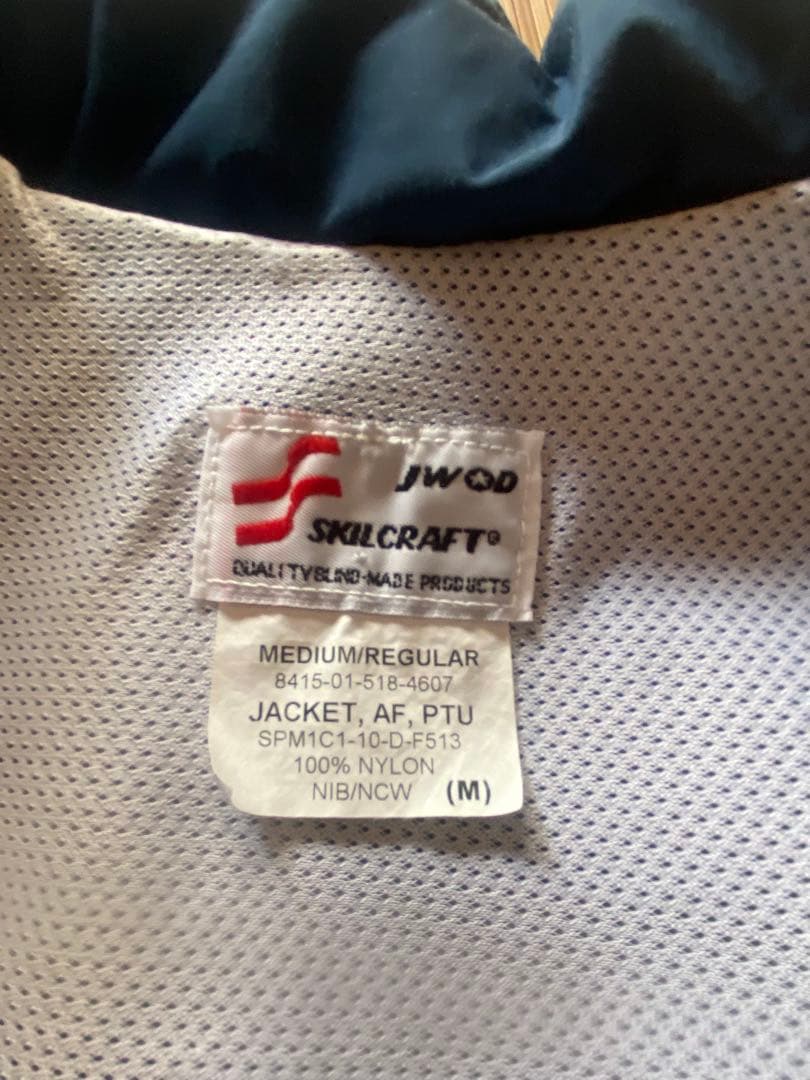 JWOD
SKILCRAFT®
QUALITY BLIND-MADE PRODUCTS
MEDIUM/REGULAR
8415-01-518-4607
JACKET, AF, PTU
SPM1C1-10-D-F513
100% NYLON
NIB/NCW (M)